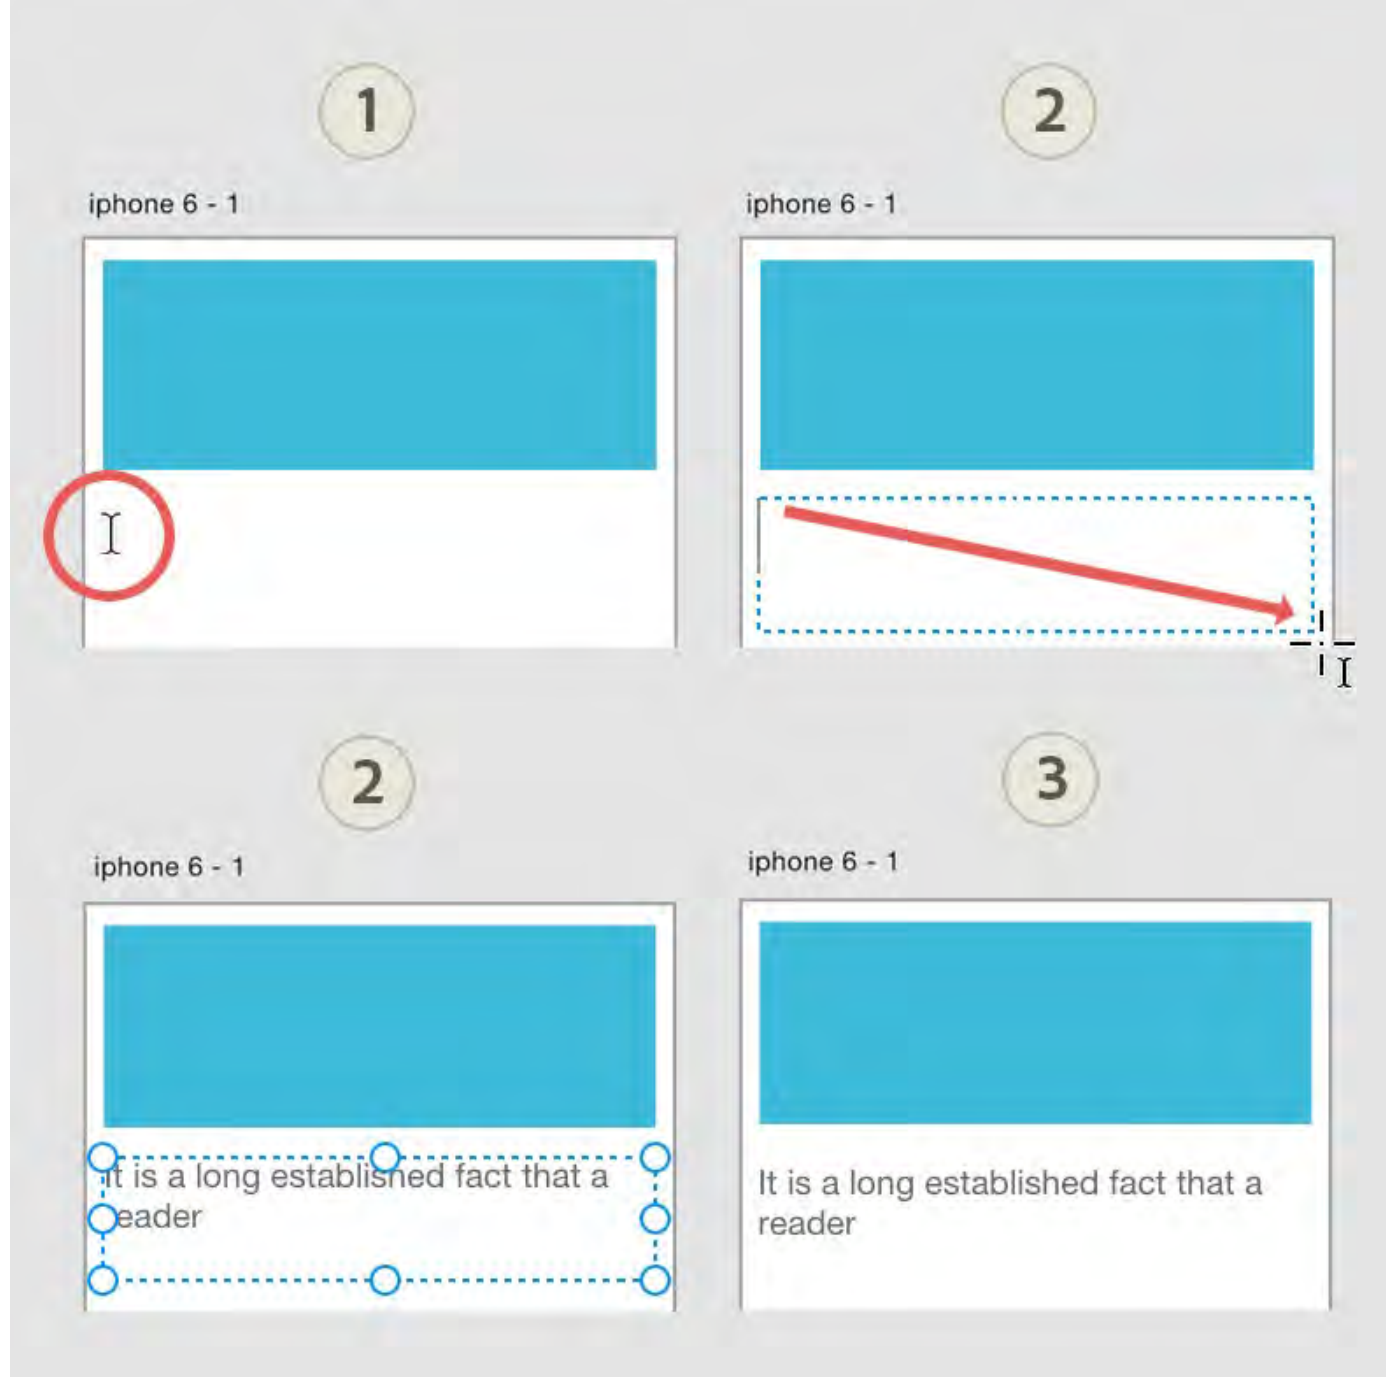 1
iphone 6 - 1
2
iphone 6 - 1
2
iphone 6 - 1
It is a long established fact that a
reader
3
iphone 6 - 1
It is a long established fact that a
reader